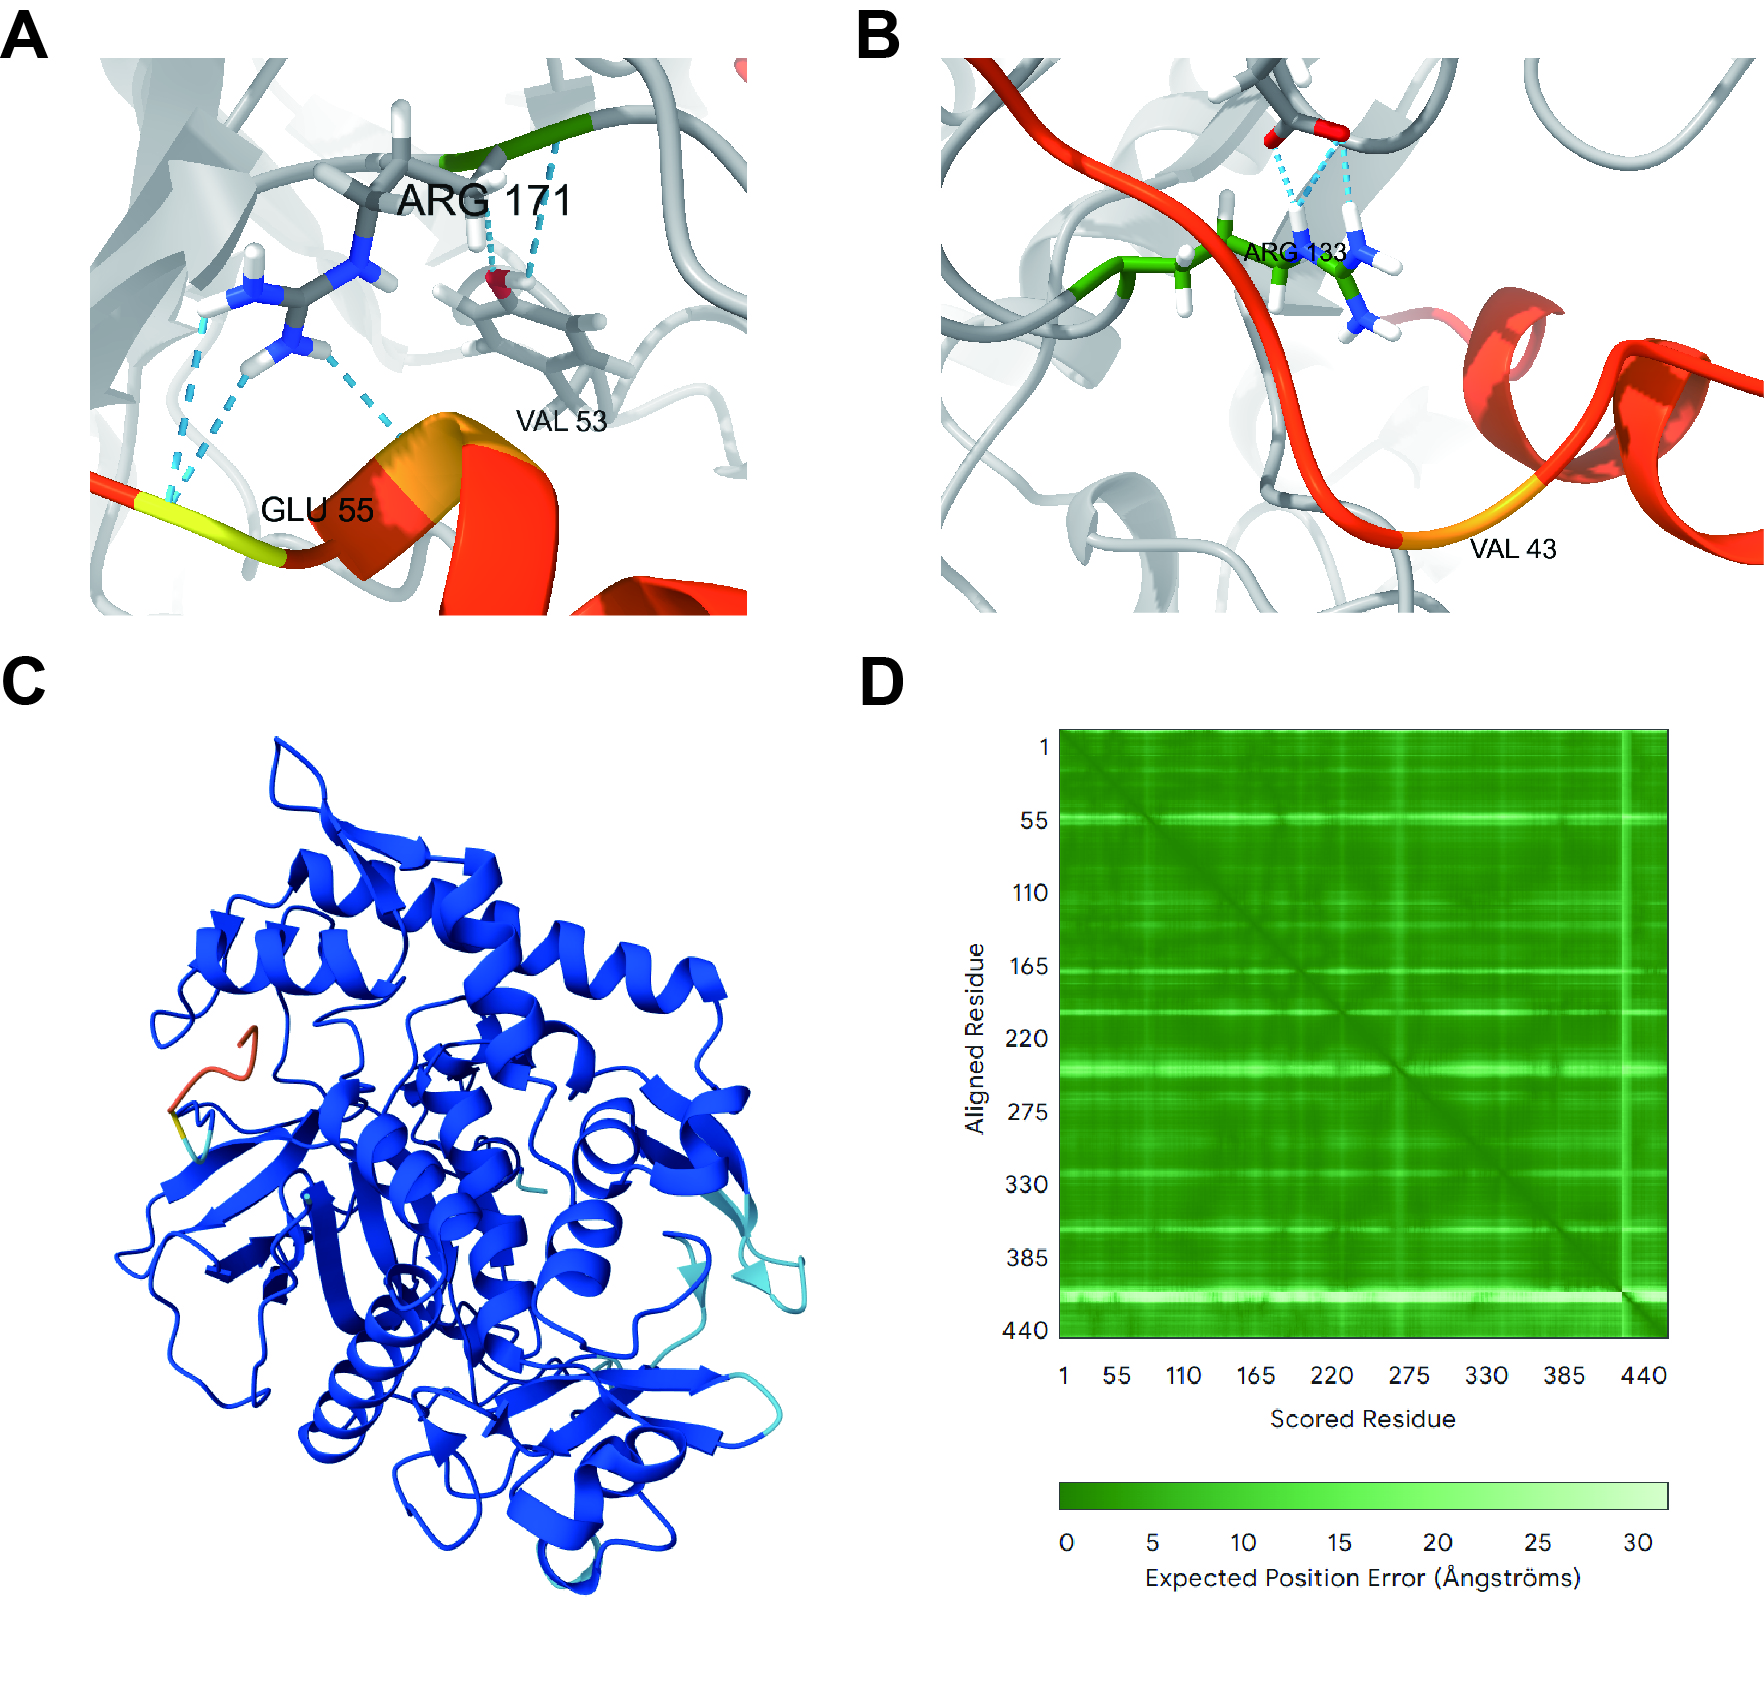 A
B
ARG 171
VAL 53
GLU 55
ARG 133
VAL 43
C
D
1
55
110
165
220
275
330
385
440
Aligned Residue
1 55 110 165 220 275 330 385 440
Scored Residue
0 5 10 15 20 25 30
Expected Position Error (Ångströms)